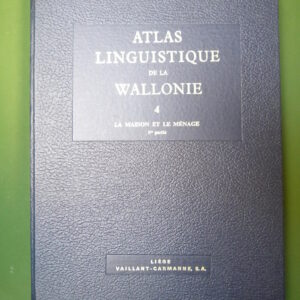 ATLAS
LINGUISTIQUE
DE LA
WALLONIE
4
LA MAISON ET LE MÉNAGE
1re partie
LIÈGE
VAILLANT-CARMANNE, S.A.